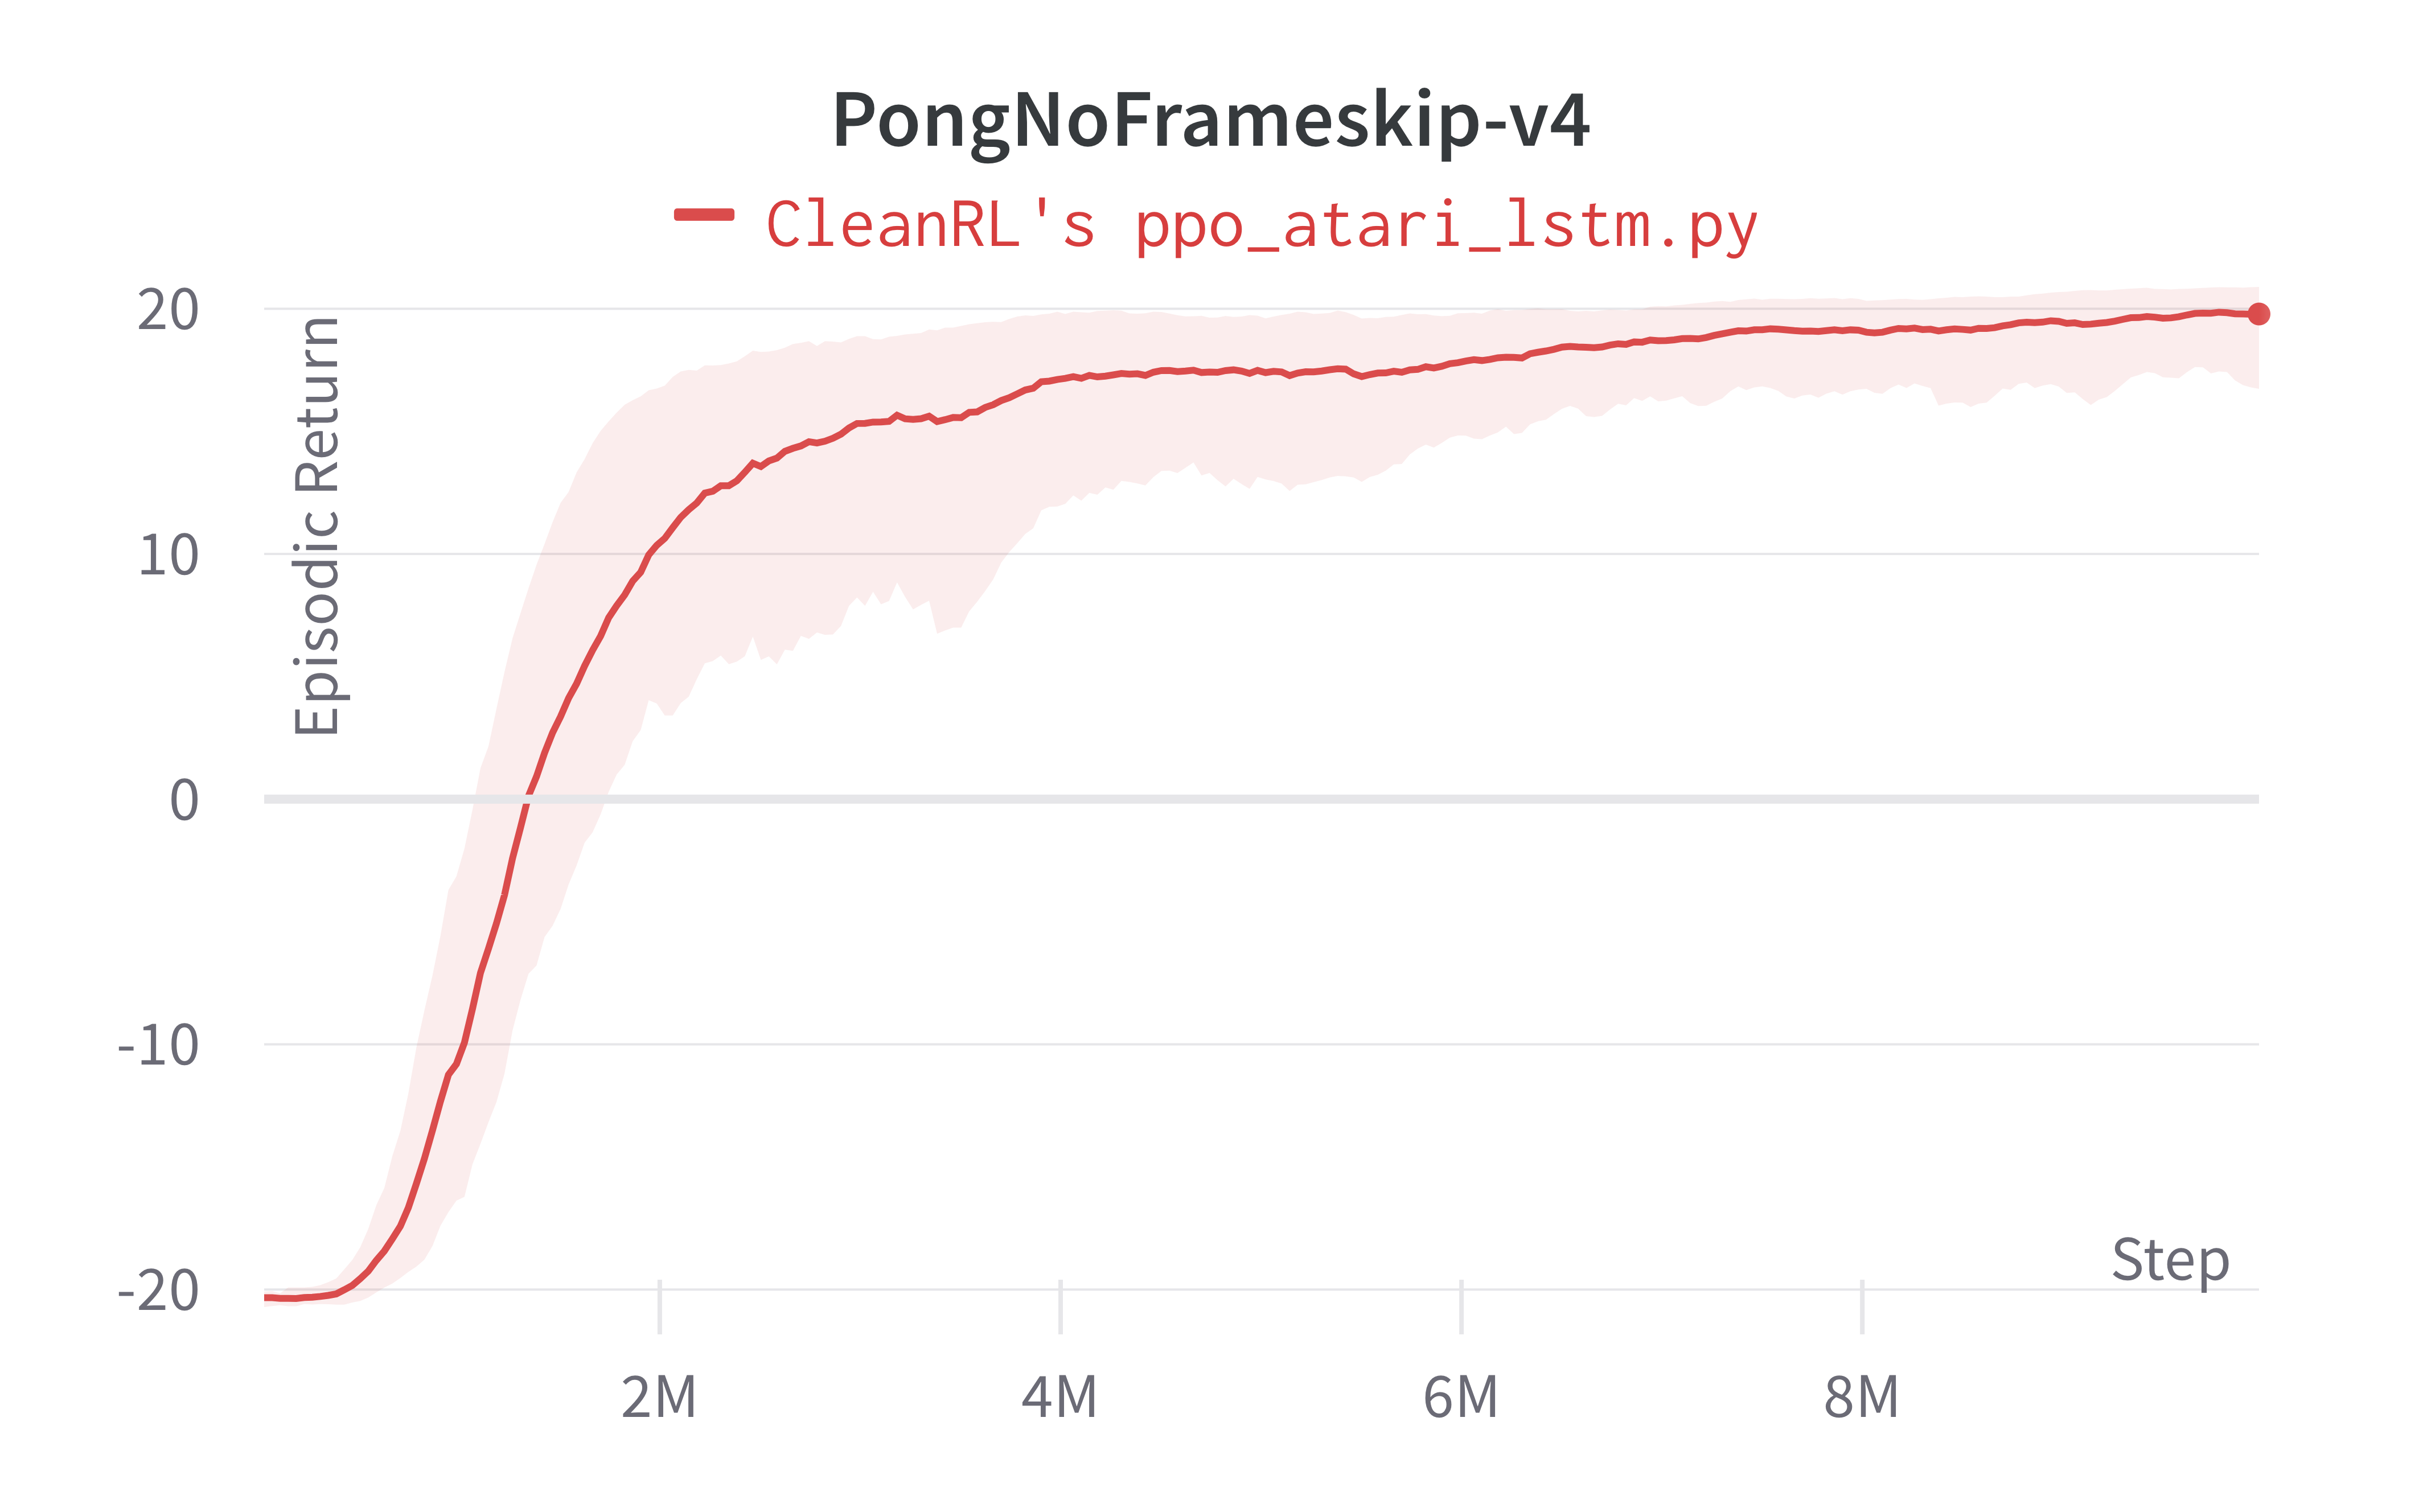 PongNoFrameskip-v4
CleanRL's ppo_atari_lstm.py
20
10
0
-10
-20
Episodic Return
Step
2M
4M
6M
8M